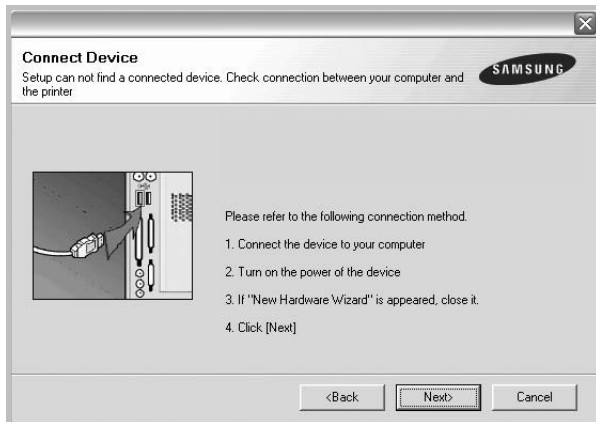 Connect Device
Setup can not find a connected device. Check connection between your computer and
the printer
SAMSUNG
Please refer to the following connection method.
1. Connect the device to your computer
2. Turn on the power of the device
3. If "New Hardware Wizard" is appeared, close it.
4. Click [Next]
<Back
Next>
Cancel